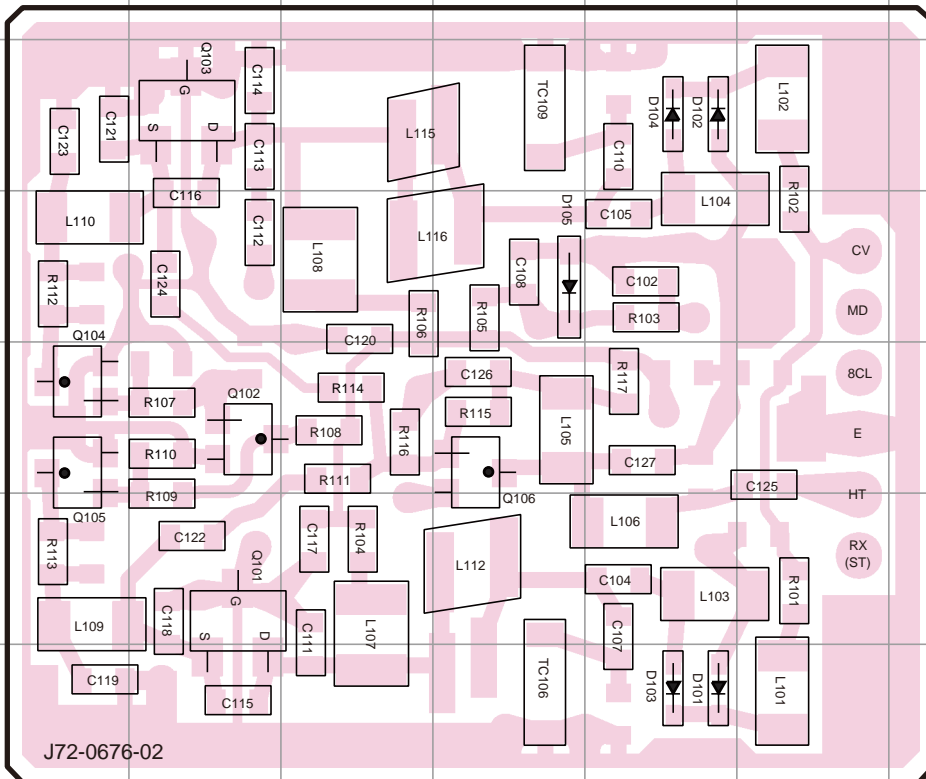 Q103
C114
TC109
D104
D102
L102
C123
C121
G
S
D
L115
C113
C110
C116
L110
C112
L108
L116
D105
C105
L104
R102
CV
R112
C124
C108
C102
R106
R105
R103
MD
Q104
C120
R107
Q102
R114
C126
R117
8CL
R108
R116
R115
L105
E
R110
R111
C127
R109
Q105
Q106
C125
HT
C122
C117
R104
L106
R113
Q101
L112
C104
L103
R101
RX
(ST)
L109
C118
G
S
D
C111
L107
C107
C119
C115
TC106
D103
D101
L101
J72-0676-02